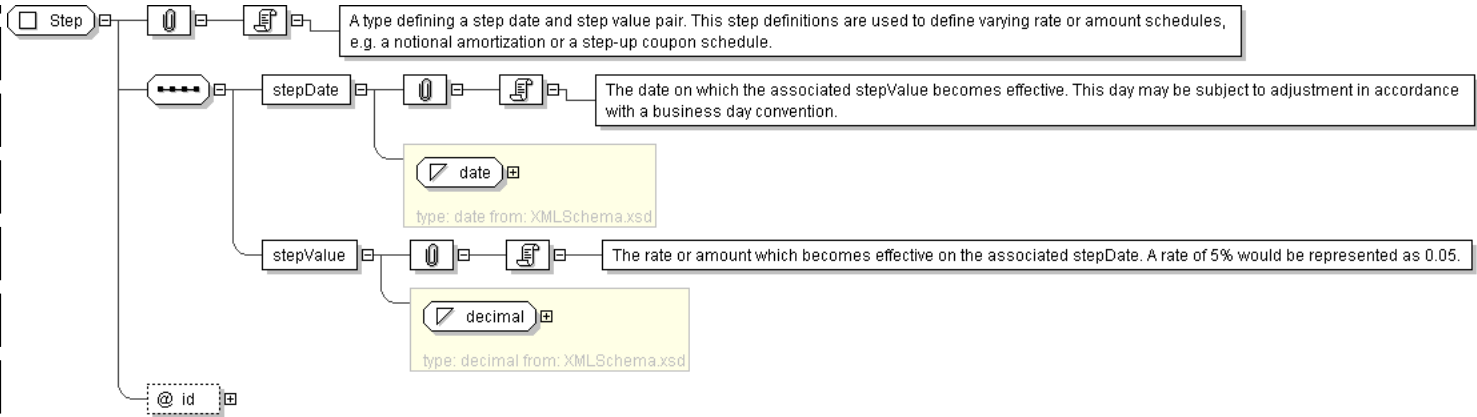 Step
A type defining a step date and step value pair. This step definitions are used to define varying rate or amount schedules,
e.g. a notional amortization or a step-up coupon schedule.
stepDate
The date on which the associated stepValue becomes effective. This day may be subject to adjustment in accordance
with a business day convention.
date
type: date from: XMLSchema.xsd
stepValue
The rate or amount which becomes effective on the associated stepDate. A rate of 5% would be represented as 0.05.
decimal
type: decimal from: XMLSchema.xsd
@ id